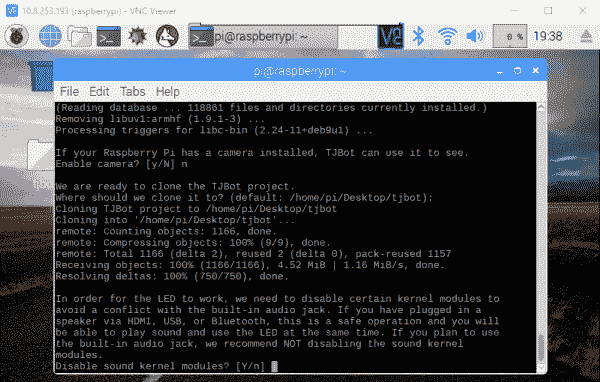 10.8.253.193 (raspberrypi) - VNC Viewer
pi@raspberrypi: ~
0 %
19:38
pi@raspberrypi: ~
File Edit Tabs Help
(Reading database ... 118861 files and directories currently installed.)
Removing libuv1:armhf (1.9.1-3) ...
Processing triggers for libc-bin (2.24-11+deb9u1) ...
If your Raspberry Pi has a camera installed, TJBot can use it to see.
Enable camera? [y/N] n
We are ready to clone the TJBot project.
Where should we clone it to? (default: /home/pi/Desktop/tjbot):
Cloning TJBot project to /home/pi/Desktop/tjbot
Cloning into '/home/pi/Desktop/tjbot'...
remote: Counting objects: 1166, done.
remote: Compressing objects: 100% (9/9), done.
remote: Total 1166 (delta 2), reused 2 (delta 0), pack-reused 1157
Receiving objects: 100% (1166/1166), 4.52 MiB | 1.16 MiB/s, done.
Resolving deltas: 100% (750/750), done.
In order for the LED to work, we need to disable certain kernel modules to
avoid a conflict with the built-in audio jack. If you have plugged in a
speaker via HDMI, USB, or Bluetooth, this is a safe operation and you will
be able to play sound and use the LED at the same time. If you plan to use
the built-in audio jack, we recommend NOT disabling the sound kernel
modules.
Disable sound kernel modules? [Y/n]